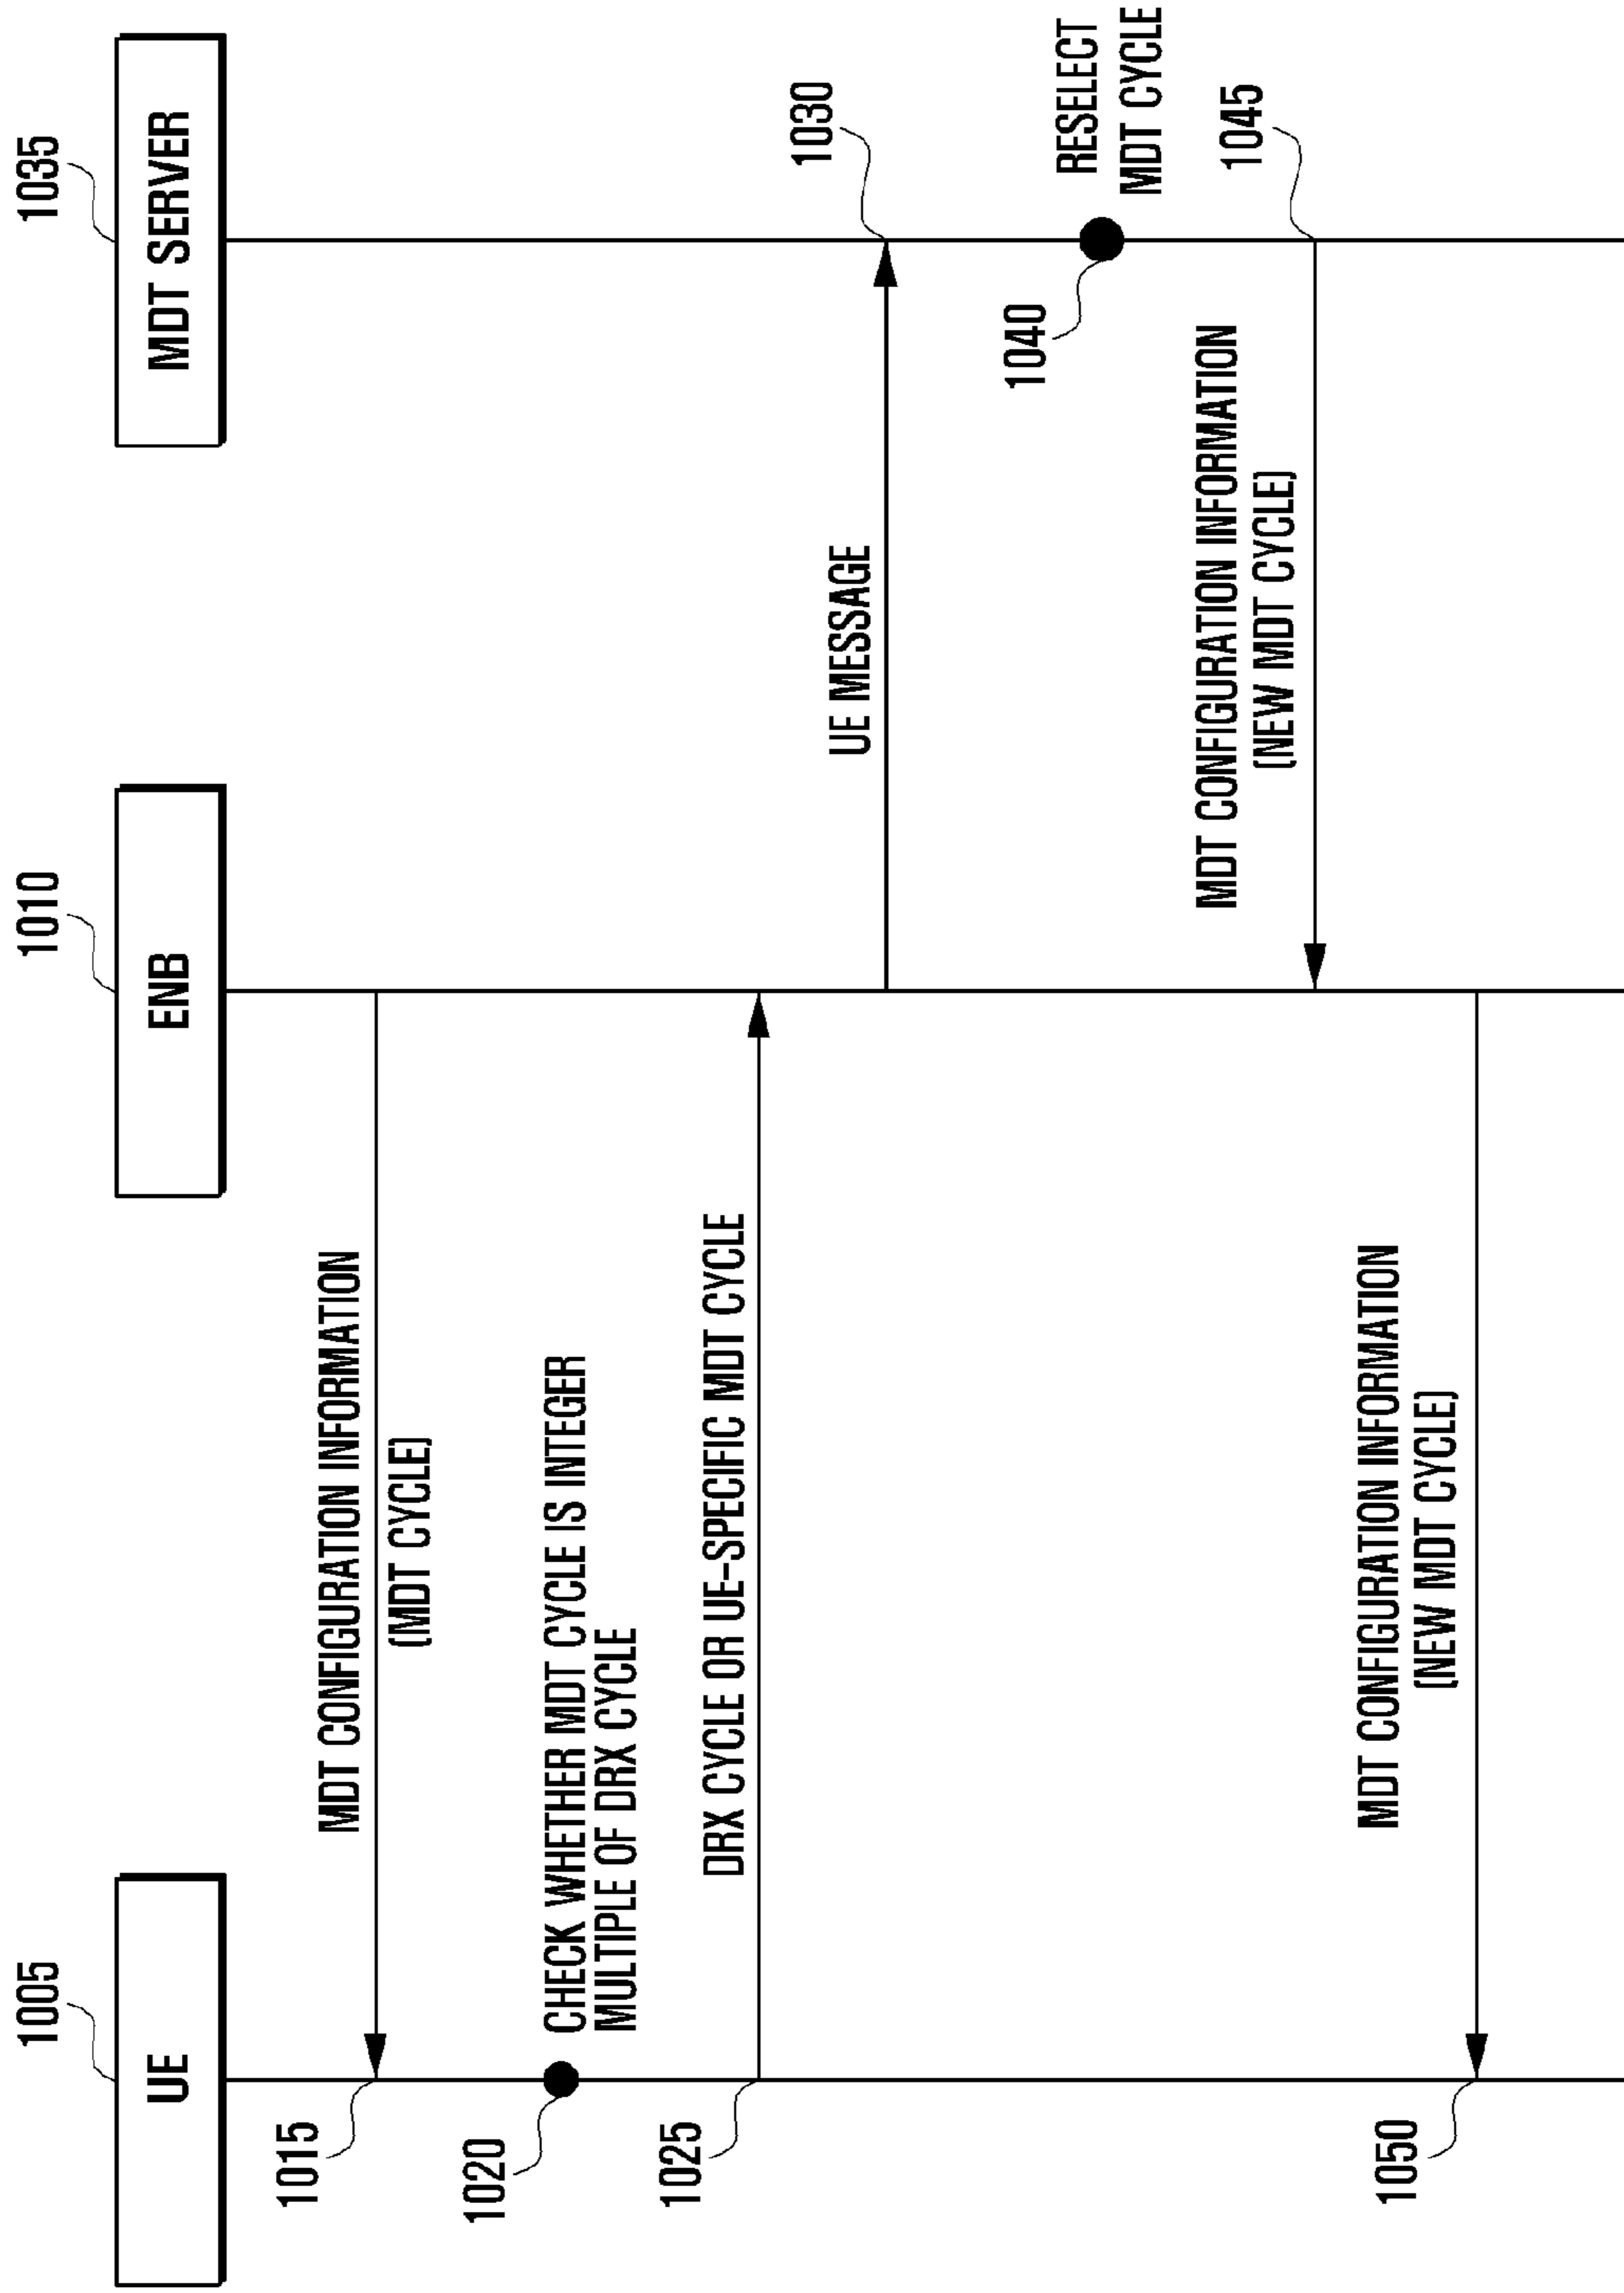 1005
UE
1010
ENB
1035
MDT SERVER
1015
MDT CONFIGURATION INFORMATION
(MDT CYCLE)
1020
CHECK WHETHER MDT CYCLE IS INTEGER
MULTIPLE OF DRX CYCLE
1025
DRX CYCLE OR UE-SPECIFIC MDT CYCLE
UE MESSAGE
1030
1040
RESELECT
MDT CYCLE
MDT CONFIGURATION INFORMATION
(NEW MDT CYCLE)
1045
1050
MDT CONFIGURATION INFORMATION
(NEW MDT CYCLE)